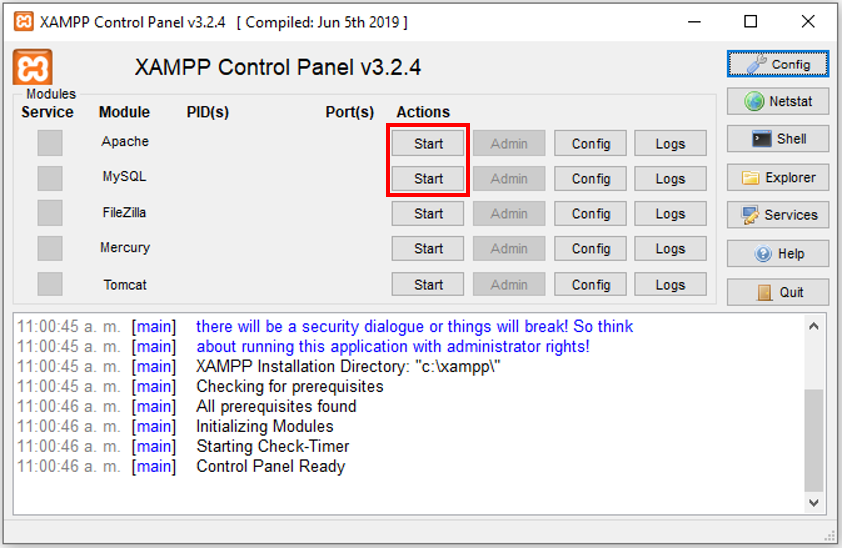 XAMPP Control Panel v3.2.4 [ Compiled: Jun 5th 2019 ]
XAMPP Control Panel v3.2.4
Config
Modules
Service Module PID(s) Port(s) Actions
Netstat
Apache Start Admin Config Logs
Shell
MySQL Start Admin Config Logs
Explorer
FileZilla Start Admin Config Logs
Services
Mercury Start Admin Config Logs
Help
Tomcat Start Admin Config Logs
Quit
11:00:45 a. m. [main] there will be a security dialogue or things will break! So think
11:00:45 a. m. [main] about running this application with administrator rights!
11:00:45 a. m. [main] XAMPP Installation Directory: "c:\xampp\"
11:00:45 a. m. [main] Checking for prerequisites
11:00:46 a. m. [main] All prerequisites found
11:00:46 a. m. [main] Initializing Modules
11:00:46 a. m. [main] Starting Check-Timer
11:00:46 a. m. [main] Control Panel Ready